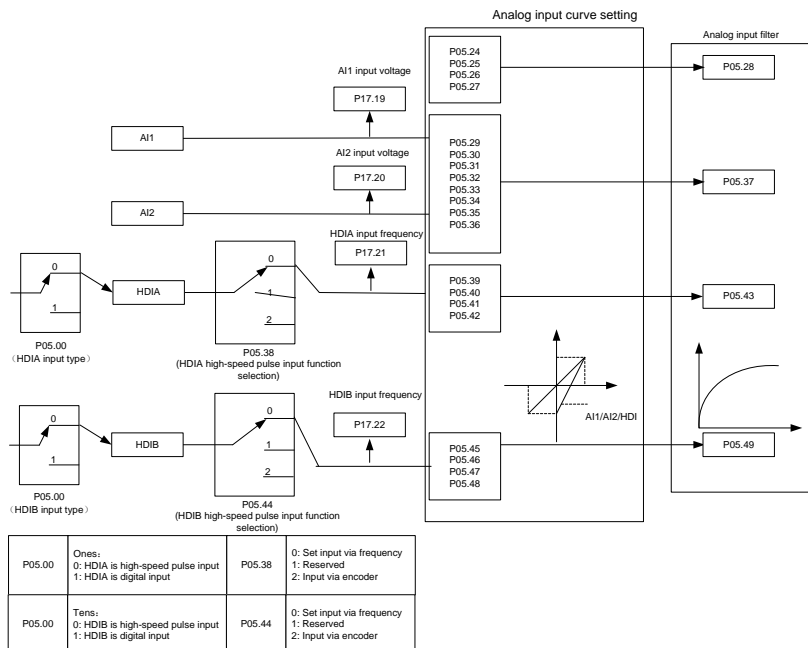 Analog input curve setting
Analog input filter
P05.24
P05.25
P05.26
P05.27
P05.28
AI1 input voltage
P17.19
AI1
P05.29
P05.30
P05.31
P05.32
P05.33
P05.34
P05.35
P05.36
P05.37
AI2 input voltage
P17.20
AI2
HDIA input frequency
P17.21
0
1
HDIA
0
1
2
P05.39
P05.40
P05.41
P05.42
P05.43
P05.00
（HDIA input type）
P05.38
(HDIA high-speed pulse input function
selection)
AI1/AI2/HDI
HDIB input frequency
P17.22
0
1
HDIB
0
1
2
P05.45
P05.46
P05.47
P05.48
P05.49
P05.00
（HDIB input type）
P05.44
(HDIB high-speed pulse input function
selection)
P05.00
Ones：
0: HDIA is high-speed pulse input
1: HDIA is digital input
P05.38
0: Set input via frequency
1: Reserved
2: Input via encoder
P05.00
Tens：
0: HDIB is high-speed pulse input
1: HDIB is digital input
P05.44
0: Set input via frequency
1: Reserved
2: Input via encoder